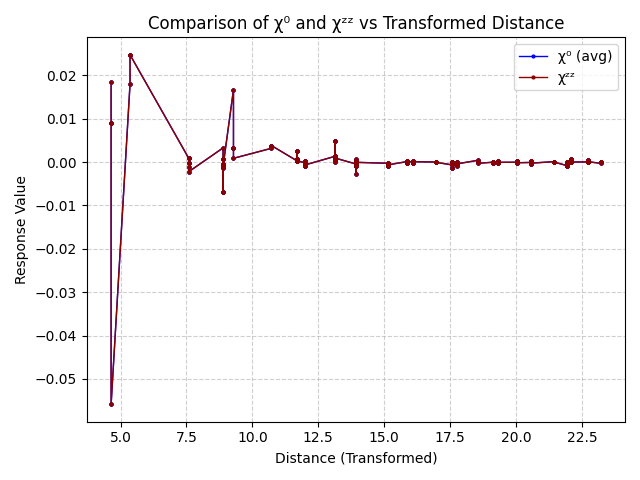 Comparison of χ⁰ and χᶻᶻ vs Transformed Distance
χ⁰ (avg)
χᶻᶻ
Response Value
0.02
0.01
0.00
−0.01
−0.02
−0.03
−0.04
−0.05
5.0 7.5 10.0 12.5 15.0 17.5 20.0 22.5
Distance (Transformed)